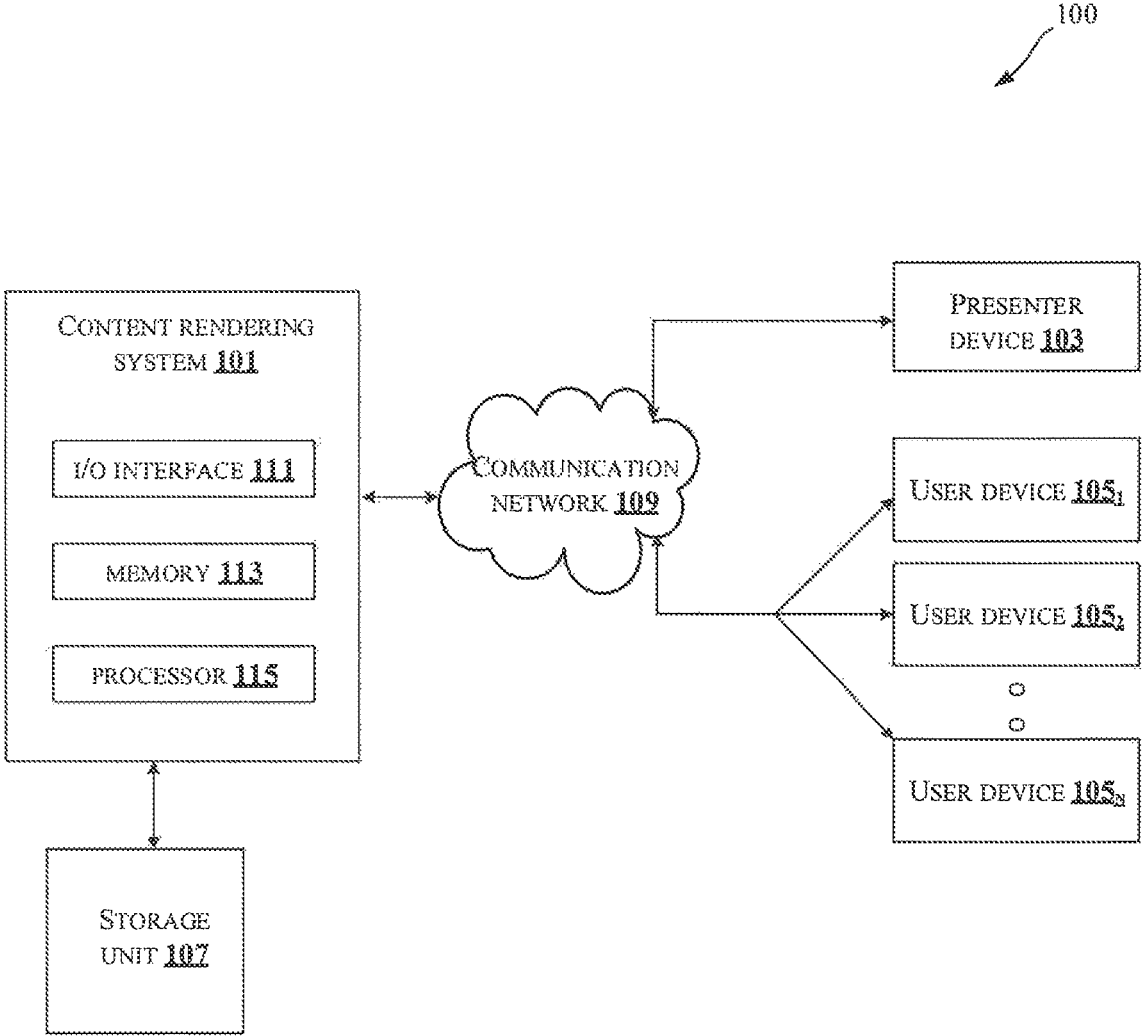 100
CONTENT RENDERING
SYSTEM 101
I/O INTERFACE 111
MEMORY 113
PROCESSOR 115
STORAGE
UNIT 107
COMMUNICATION
NETWORK 109
PRESENTER
DEVICE 103
USER DEVICE 105₁
USER DEVICE 105₂
USER DEVICE 105ₙ